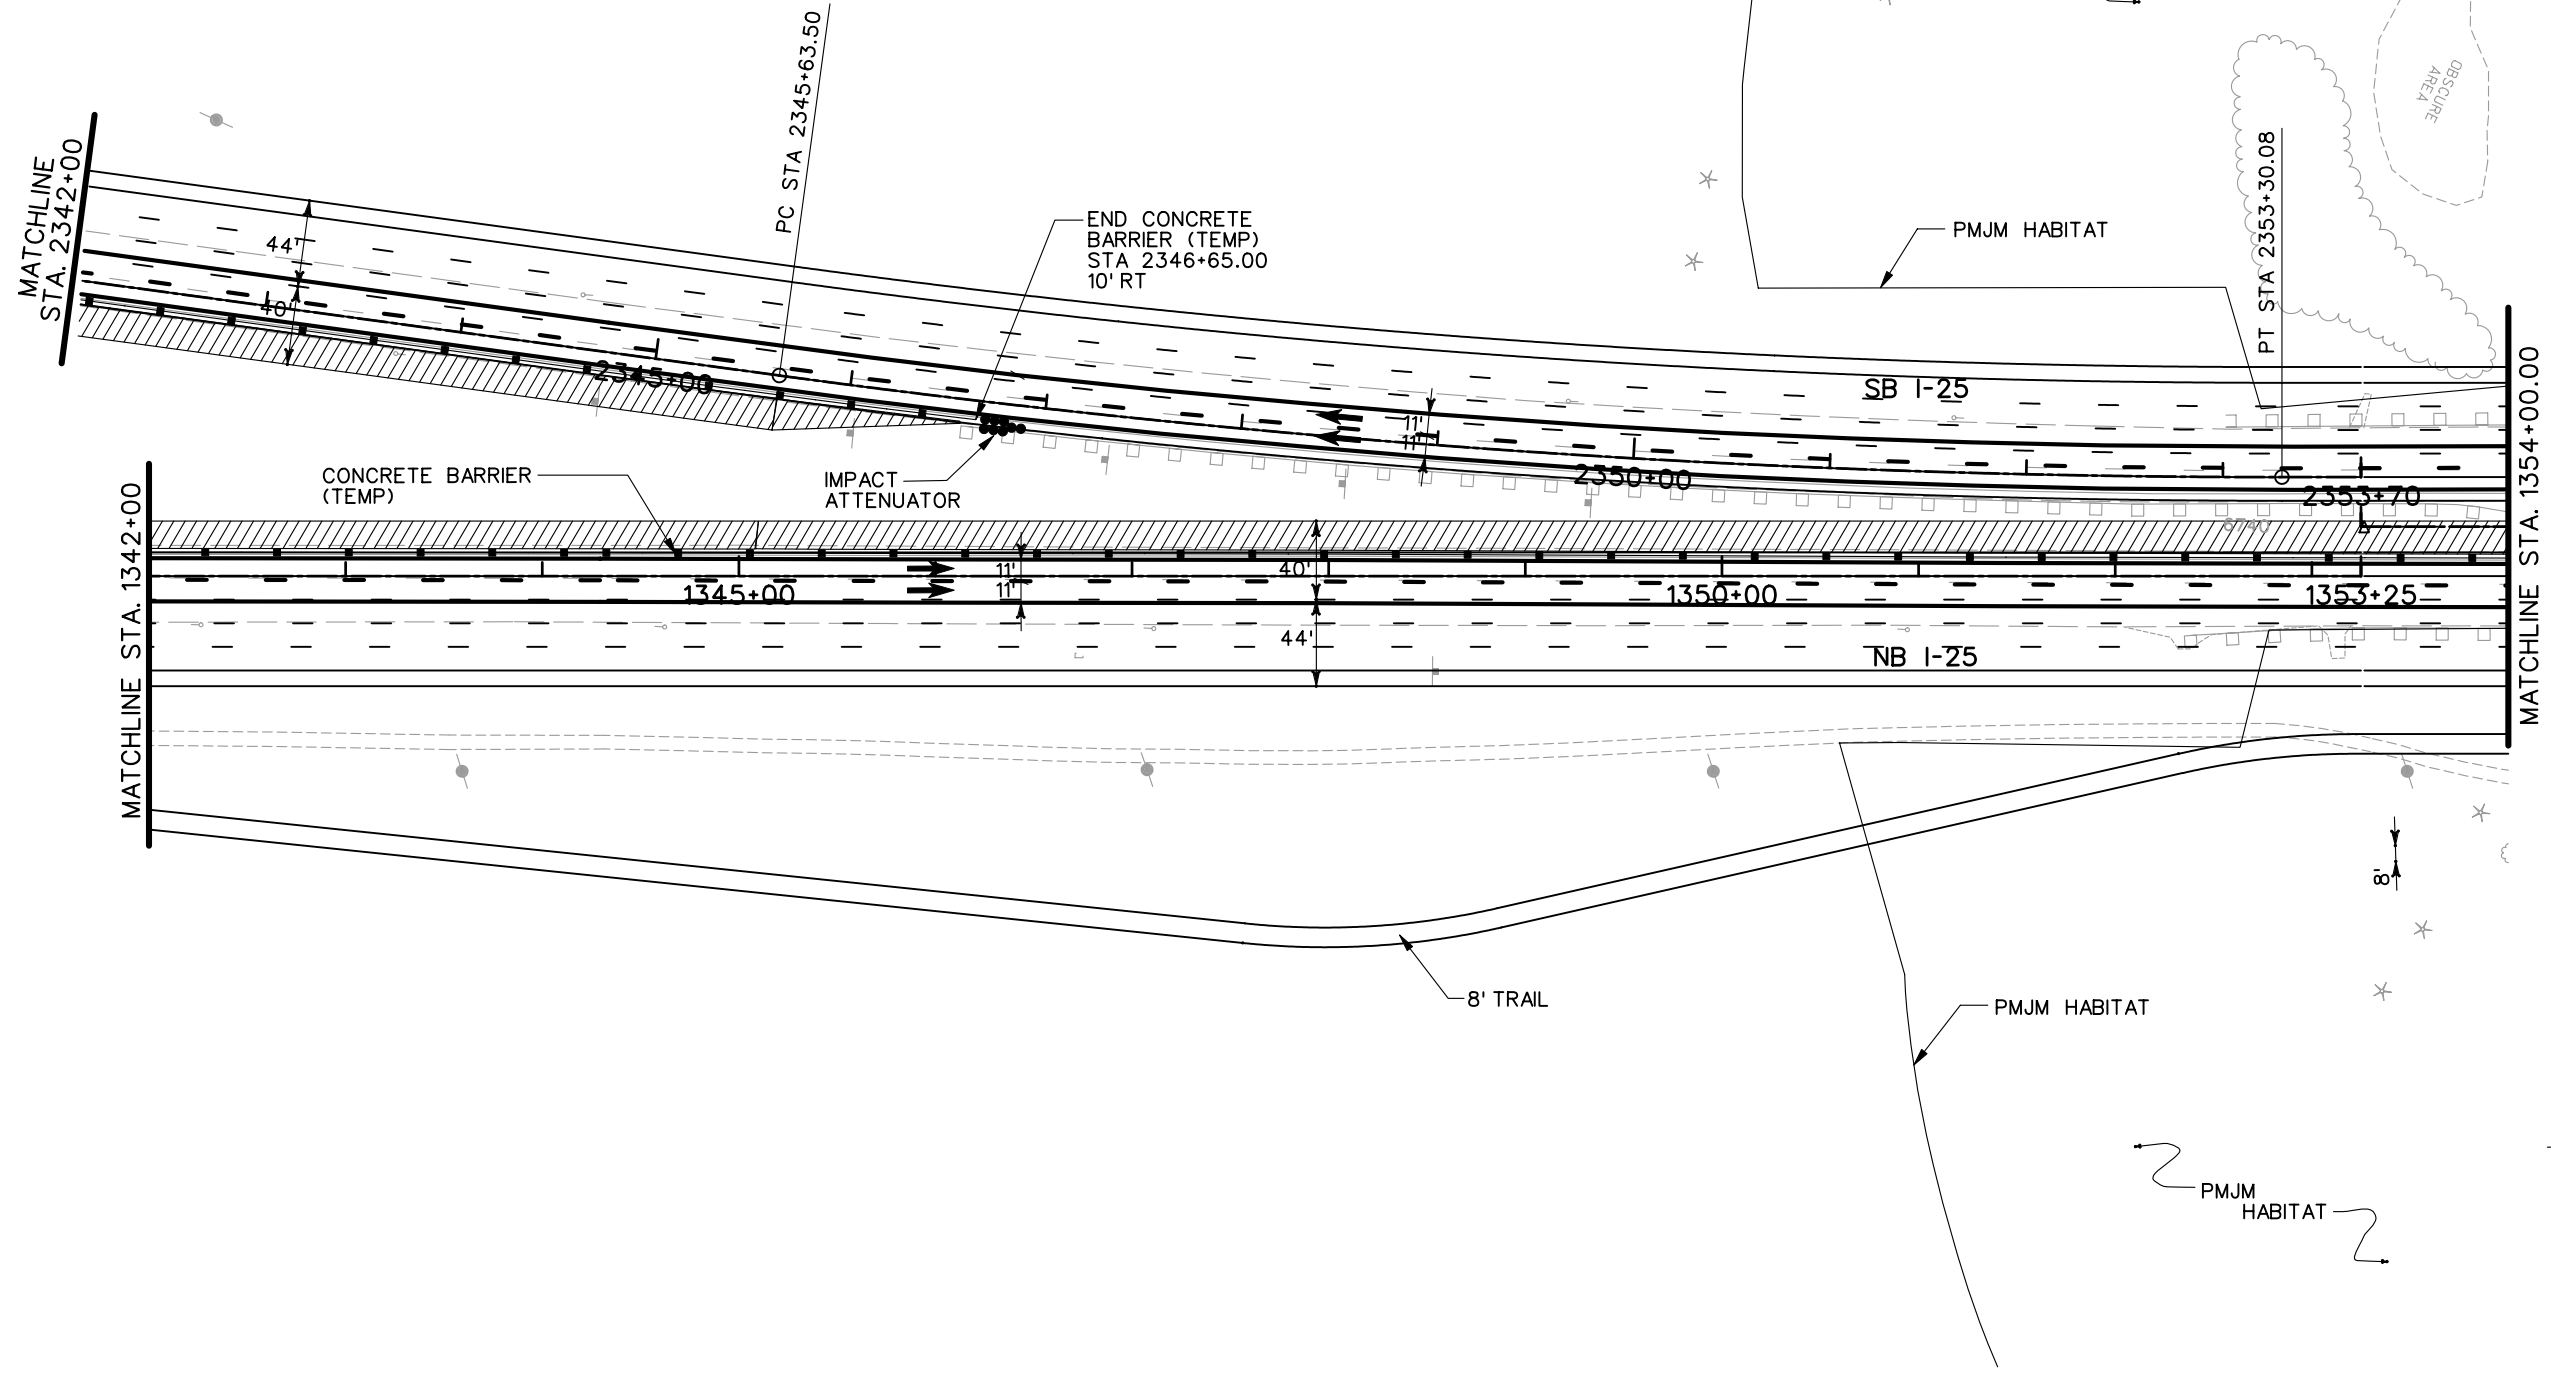 MATCHLINE
STA. 2342+00
44'
40'
PC STA 2345+63.50
2345+00
END CONCRETE
BARRIER (TEMP)
STA 2346+65.00
10' RT
IMPACT
ATTENUATOR
11'
11'
SB I-25
2350+00
PMJM HABITAT
PT STA 2353+30.08
OBSCURE
AREA
2353+70
6740
MATCHLINE STA. 1354+00.00
MATCHLINE STA. 1342+00
CONCRETE BARRIER
(TEMP)
1345+00
11'
11'
40'
44'
1350+00
1353+25
NB I-25
8'
8' TRAIL
PMJM HABITAT
PMJM
HABITAT